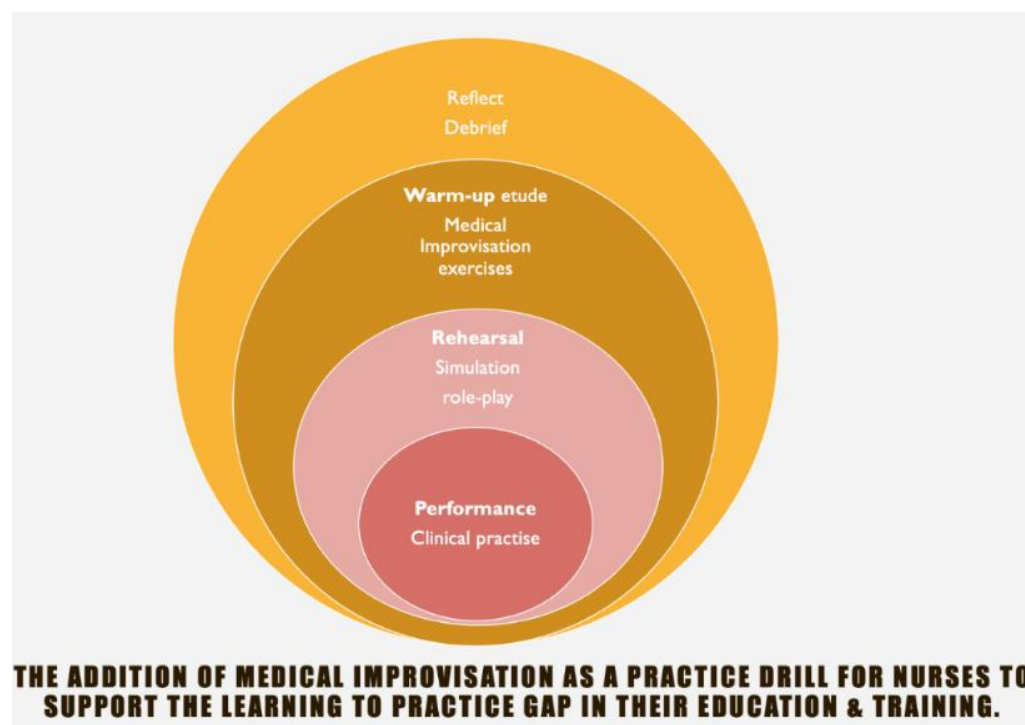 Reflect
Debrief
Warm-up etude
Medical
Improvisation
exercises
Rehearsal
Simulation
role-play
Performance
Clinical practise
THE ADDITION OF MEDICAL IMPROVISATION AS A PRACTICE DRILL FOR NURSES TO
SUPPORT THE LEARNING TO PRACTICE GAP IN THEIR EDUCATION & TRAINING.